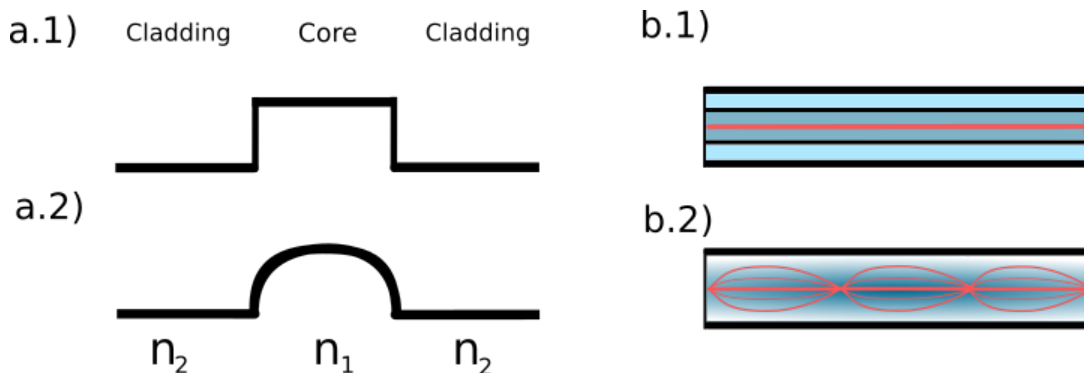 a.1)
Cladding Core Cladding
a.2)
n₂ n₁ n₂
b.1)
b.2)